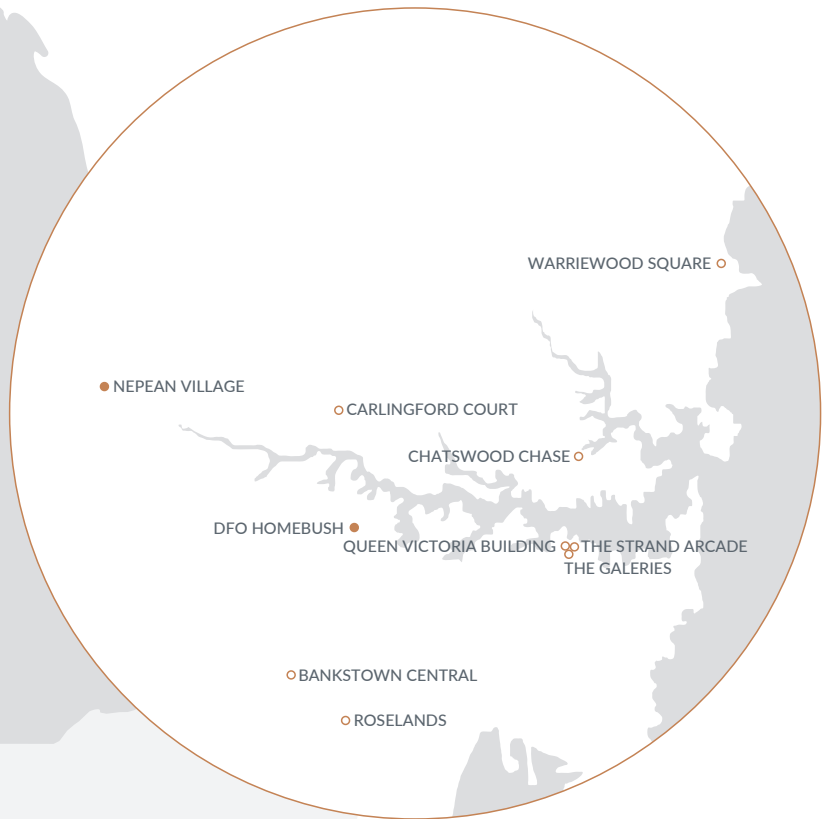 WARRIEWOOD SQUARE
NEPEAN VILLAGE
CARLINGFORD COURT
CHATSWOOD CHASE
DFO HOMEBUSH
QUEEN VICTORIA BUILDING
THE STRAND ARCADE
THE GALERIES
BANKSTOWN CENTRAL
ROSELANDS